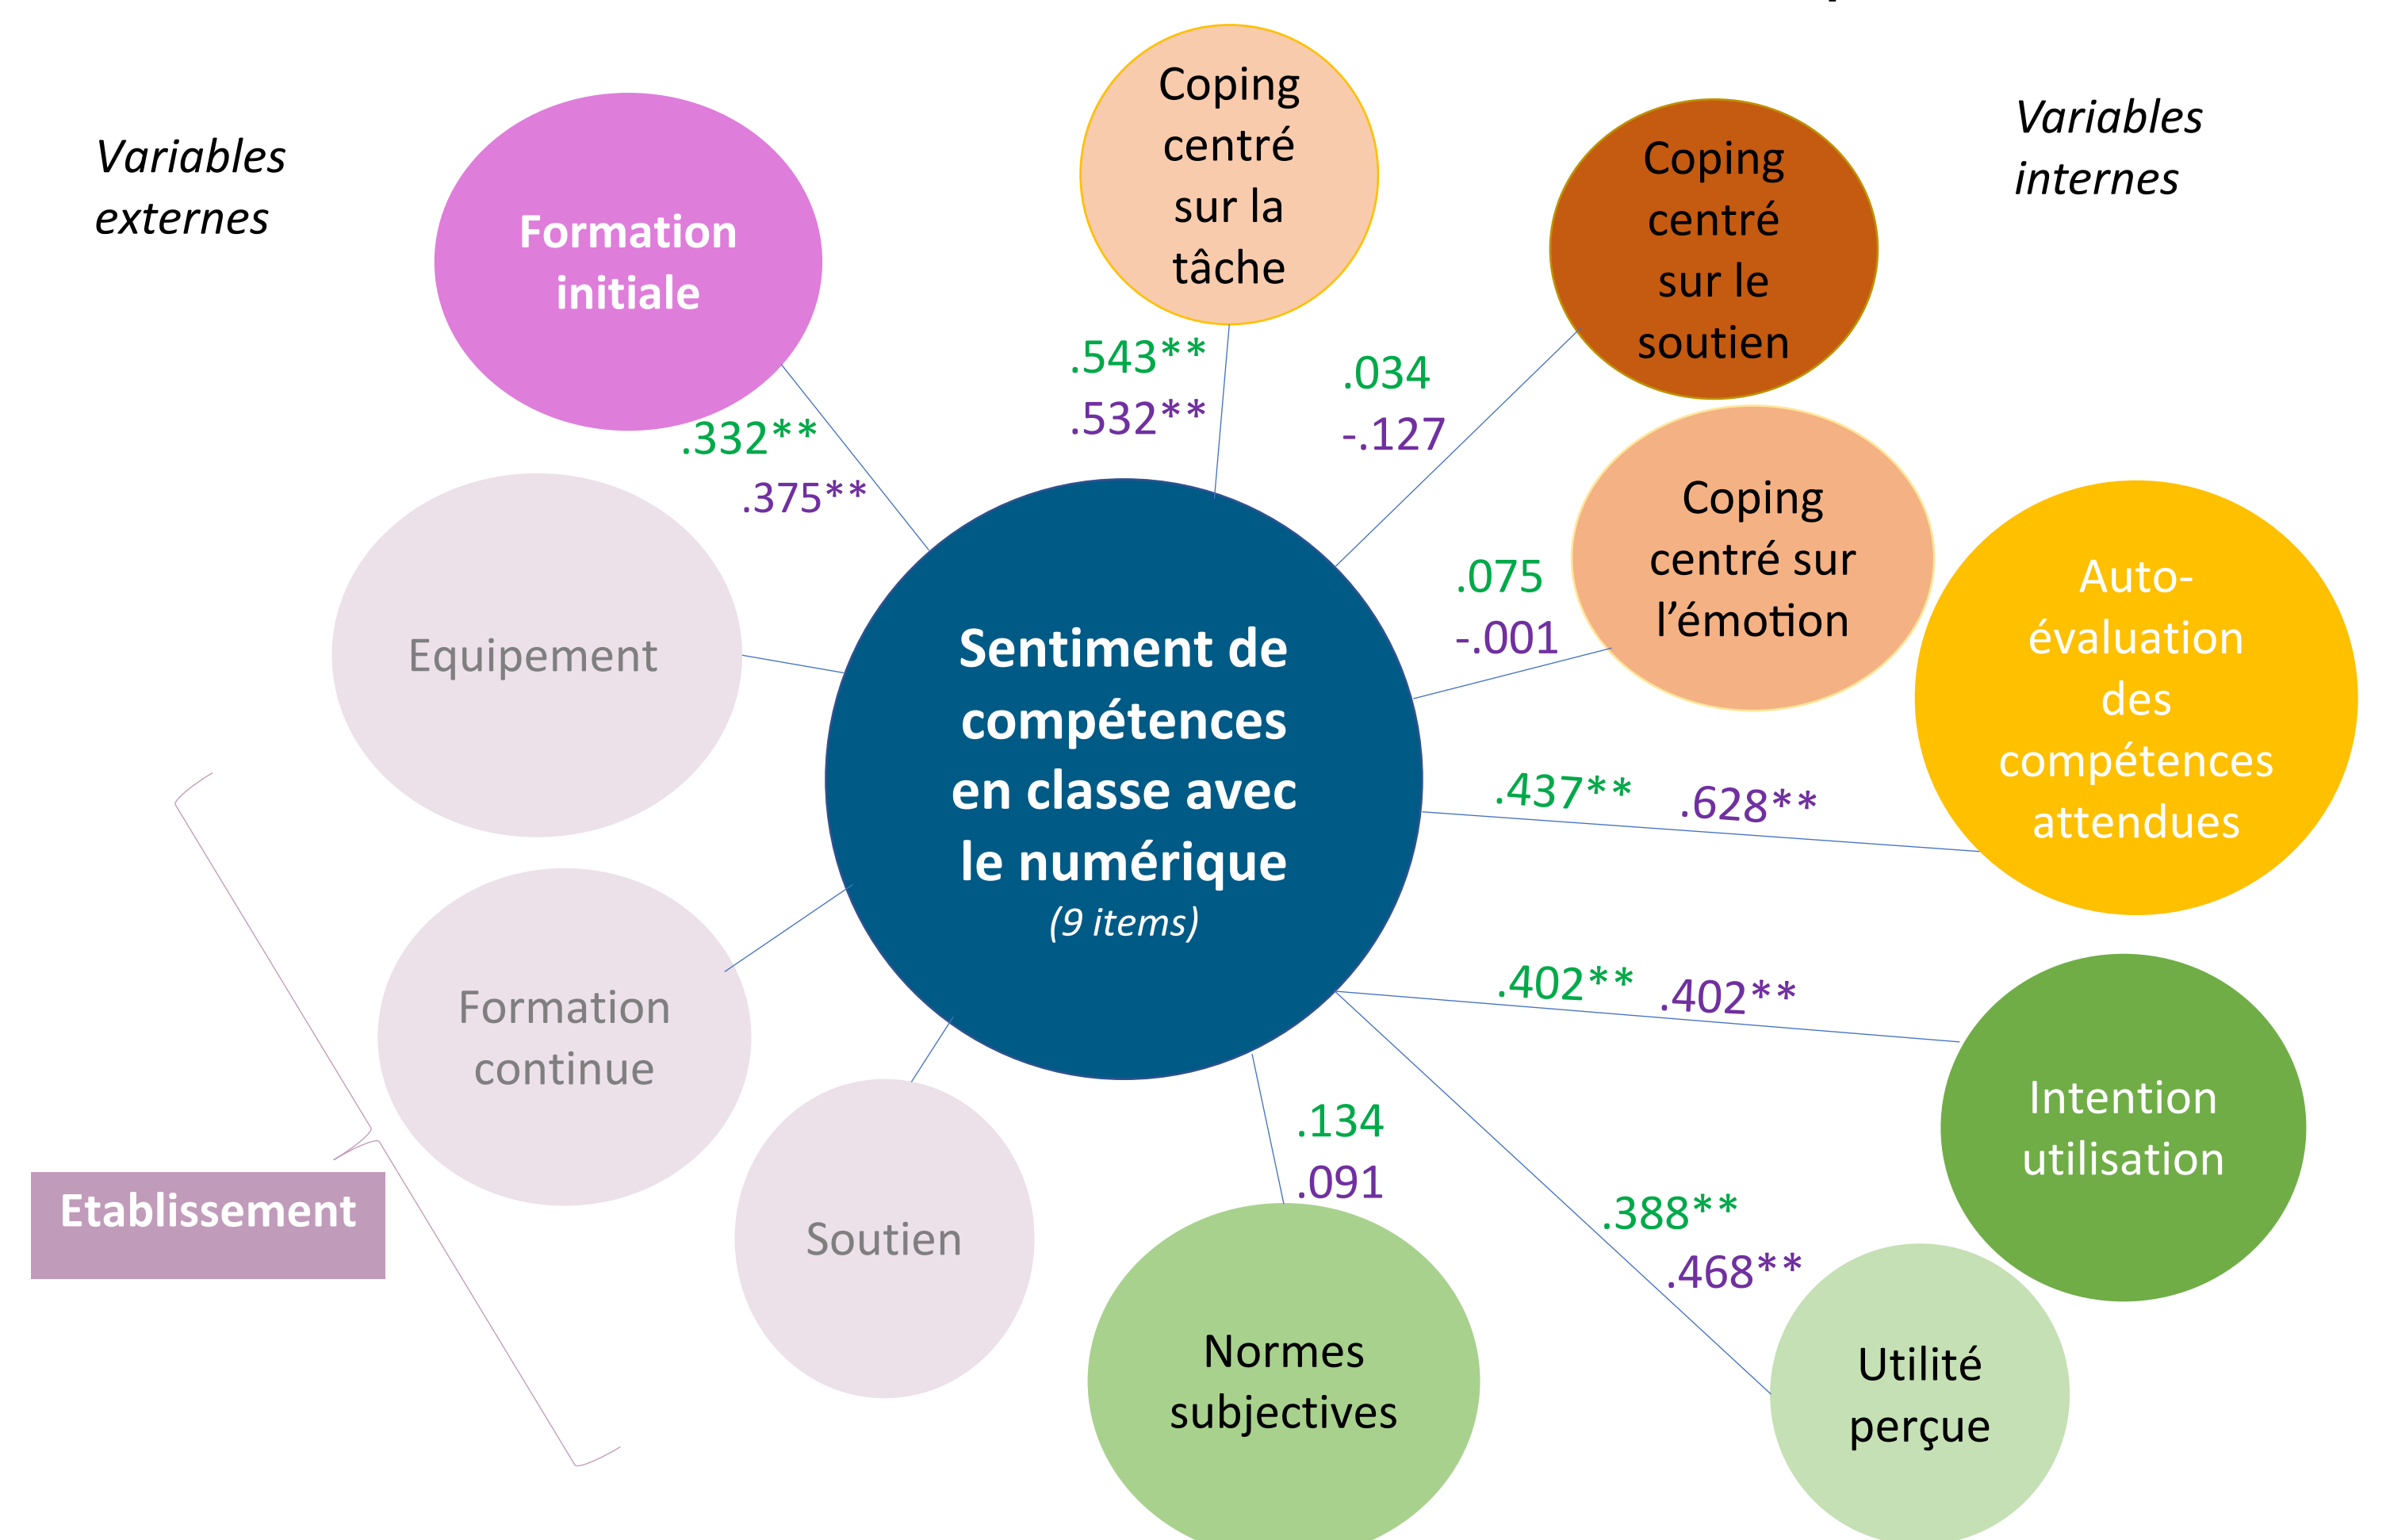 Variables
externes
Formation
initiale
.332**
.375**
Coping
centré
sur la
tâche
.543**
.532**
Coping
centré
sur le
soutien
.034
-.127
Variables
internes
Coping
centré sur
l’émotion
.075
-.001
Auto-
évaluation
des
compétences
attendues
.437** .628**
Equipement
Sentiment de
compétences
en classe avec
le numérique
(9 items)
.402** .402**
Intention
utilisation
Formation
continue
Etablissement
Soutien
.134
.091
Normes
subjectives
.388**
.468**
Utilité
perçue